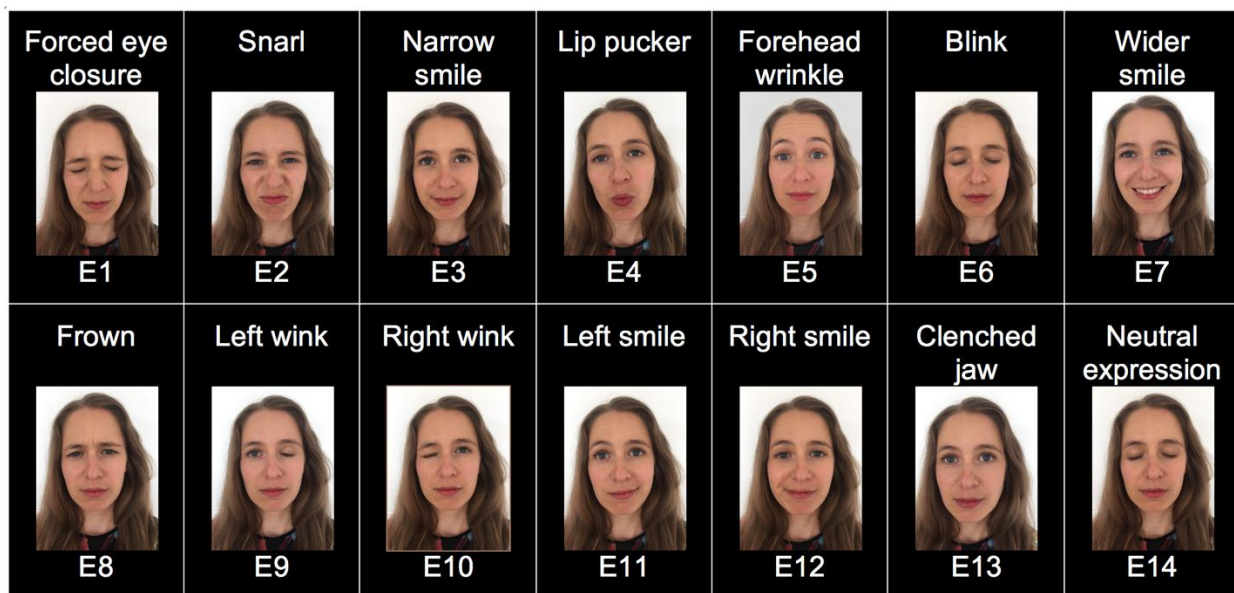 Forced eye
closure
Snarl
Narrow
smile
Lip pucker
Forehead
wrinkle
Blink
Wider
smile
E1
E2
E3
E4
E5
E6
E7
Frown
Left wink
Right wink
Left smile
Right smile
Clenched
jaw
Neutral
expression
E8
E9
E10
E11
E12
E13
E14